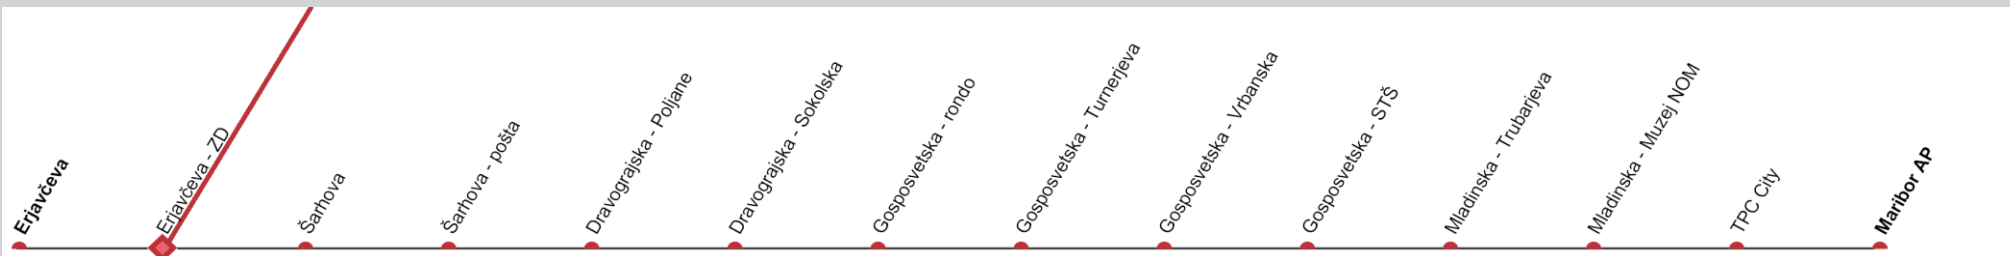 Erjavčeva
Erjavčeva - ZD
Šarhova
Šarhova - pošta
Dravograjska - Poljane
Dravograjska - Sokolska
Gosposvetska - rondo
Gosposvetska - Turnerjeva
Gosposvetska - Vrbanska
Gosposvetska - STŠ
Mladinska - Trubarjeva
Mladinska - Muzej NOM
TPC City
Maribor AP